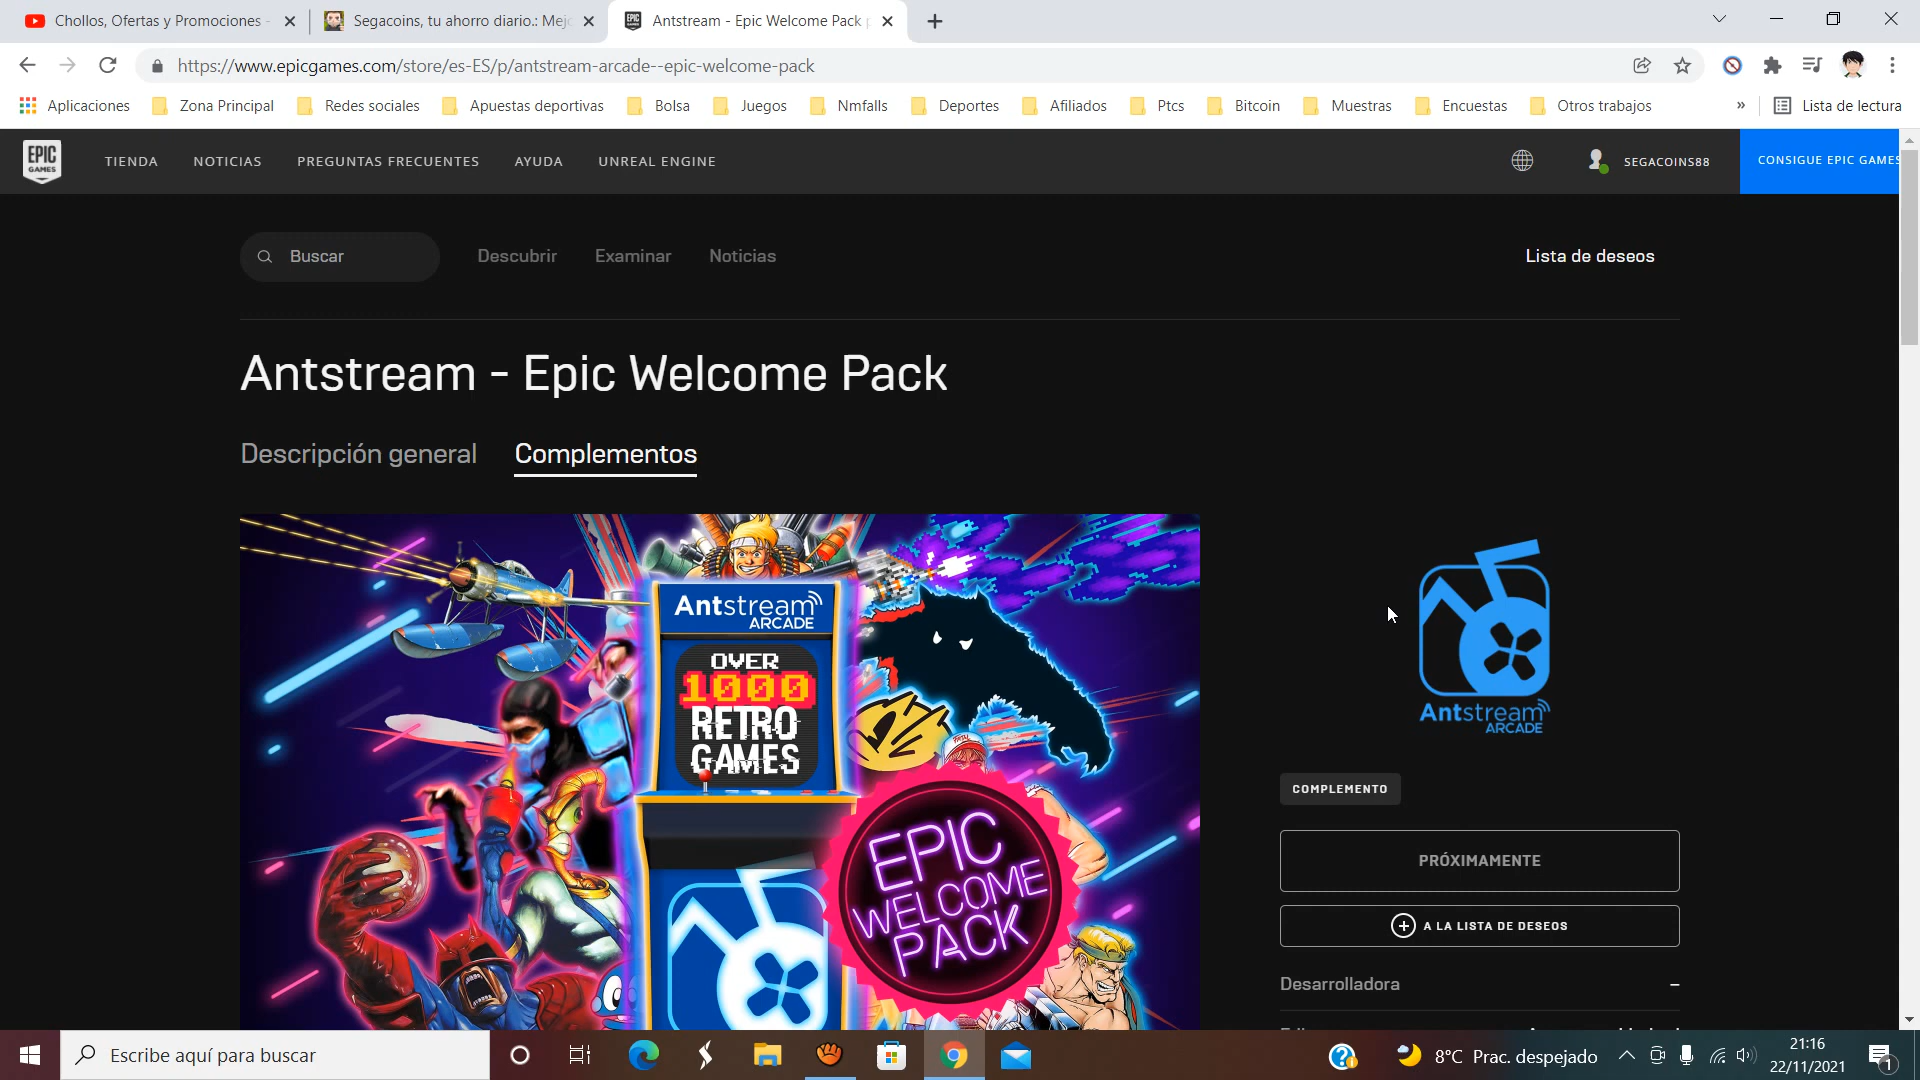 Chollos, Ofertas y Promociones -
Segacoins, tu ahorro diario.: Mejo
Antstream - Epic Welcome Pack
https://www.epicgames.com/store/es-ES/p/antstream-arcade--epic-welcome-pack
Aplicaciones
Zona Principal
Redes sociales
Apuestas deportivas
Bolsa
Juegos
Nmfalls
Deportes
Afiliados
Ptcs
Bitcoin
Muestras
Encuestas
Otros trabajos
»
Lista de lectura
EPIC
GAMES
TIENDA
NOTICIAS
PREGUNTAS FRECUENTES
AYUDA
UNREAL ENGINE
SEGACOINS88
CONSIGUE EPIC GAMES
Buscar
Descubrir
Examinar
Noticias
Lista de deseos
Antstream - Epic Welcome Pack
Descripción general
Complementos
Antstream
ARCADE
OVER
1000
RETRO
GAMES
EPIC
WELCOME
PACK
Antstream
ARCADE
COMPLEMENTO
PRÓXIMAMENTE
A LA LISTA DE DESEOS
Desarrolladora
–
Escribe aquí para buscar
8°C Prac. despejado
21:16
22/11/2021
1